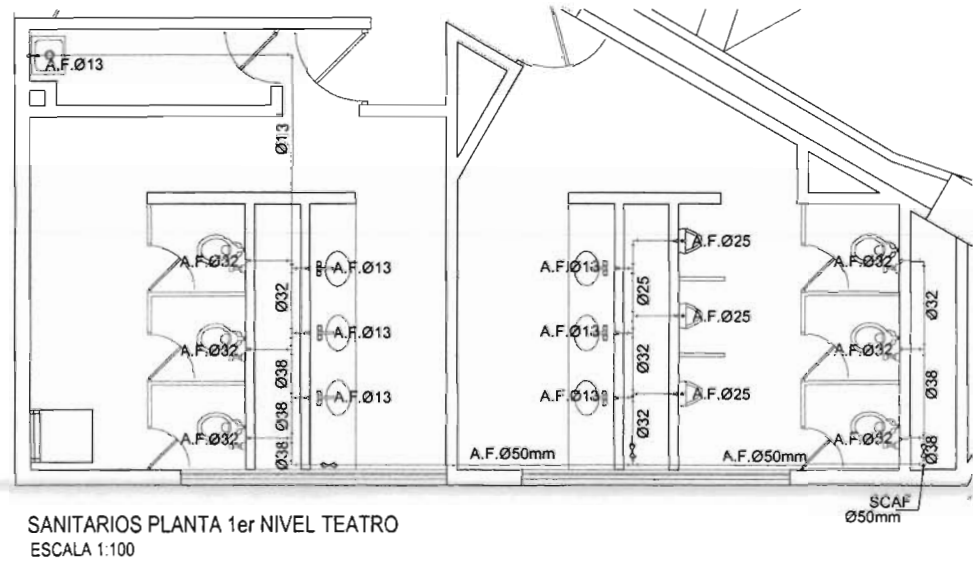 A.F.Ø13
Ø13
A.F.Ø25
A.F.Ø32 A.F.Ø13 A.F.Ø13 A.F.Ø32
Ø32 Ø25 Ø32
A.F.Ø25
A.F.Ø32 A.F.Ø13 A.F.Ø13 A.F.Ø32
Ø38 Ø32 Ø38
A.F.Ø13 A.F.Ø13 A.F.Ø25
Ø38 Ø32
A.F.Ø32 A.F.Ø32
Ø38 A.F.Ø50mm A.F.Ø50mm Ø38
SCAF
Ø50mm
SANITARIOS PLANTA 1er NIVEL TEATRO
ESCALA 1:100